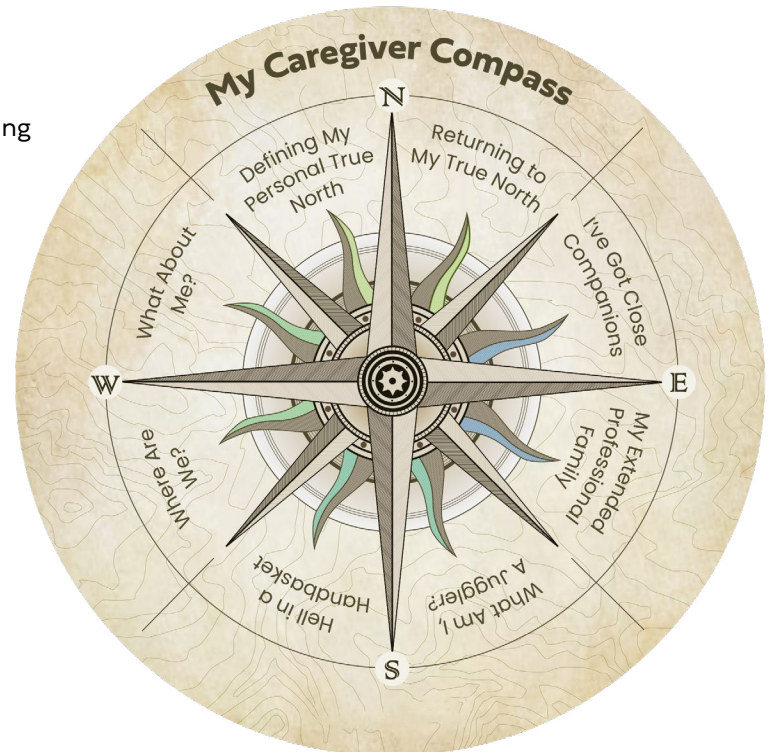 My Caregiver Compass
ng
N
Defining My
Personal True
North
Returning to
My True North
I've Got Close
Companions
E
My Extended
Professional
Family
What Am I,
A Juggler?
S
Hell in a
Handbasket
Where Are
We?
W
What About
Me?